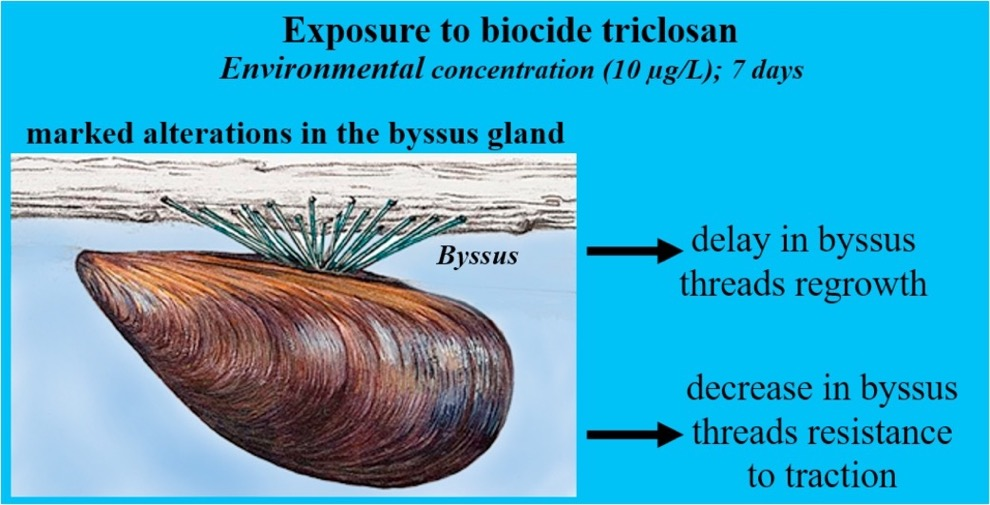 Exposure to biocide triclosan
Environmental concentration (10 µg/L); 7 days
marked alterations in the byssus gland
Byssus
delay in byssus
threads regrowth
decrease in byssus
threads resistance
to traction